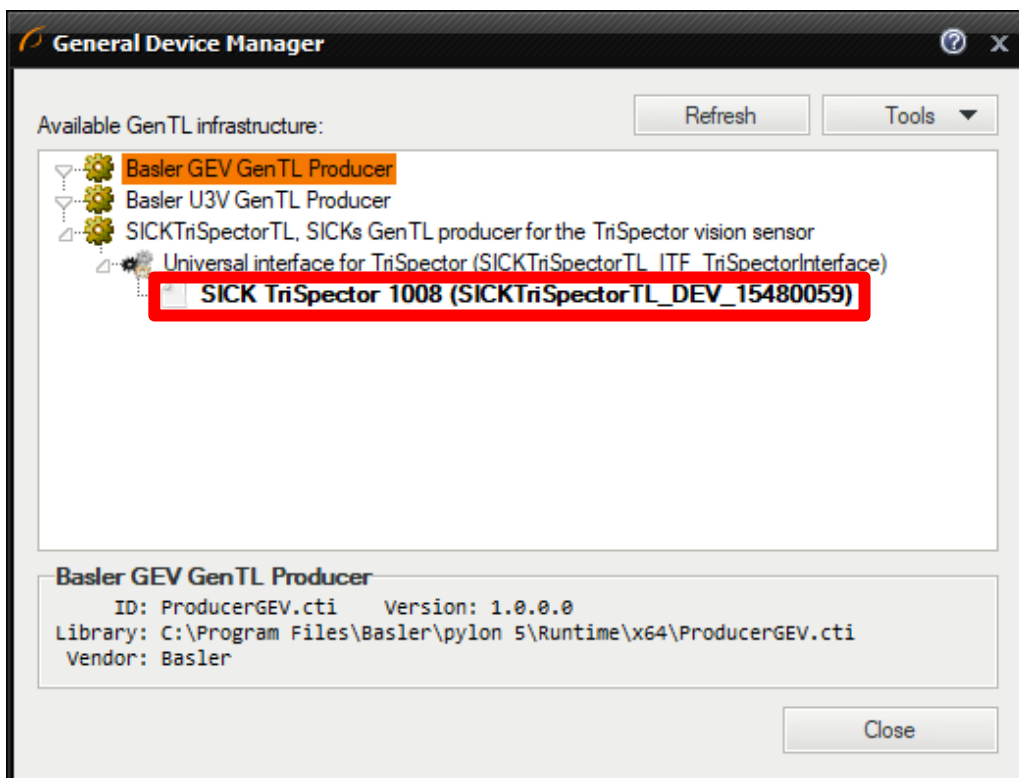 General Device Manager
Available GenTL infrastructure:
Refresh
Tools
Basler GEV GenTL Producer
Basler U3V GenTL Producer
SICKTriSpectorTL, SICKs GenTL producer for the TriSpector vision sensor
Universal interface for TriSpector (SICKTriSpectorTL_ITF_TriSpectorInterface)
SICK TriSpector 1008 (SICKTriSpectorTL_DEV_15480059)
Basler GEV GenTL Producer
ID: ProducerGEV.cti Version: 1.0.0.0
Library: C:\Program Files\Basler\pylon 5\Runtime\x64\ProducerGEV.cti
Vendor: Basler
Close